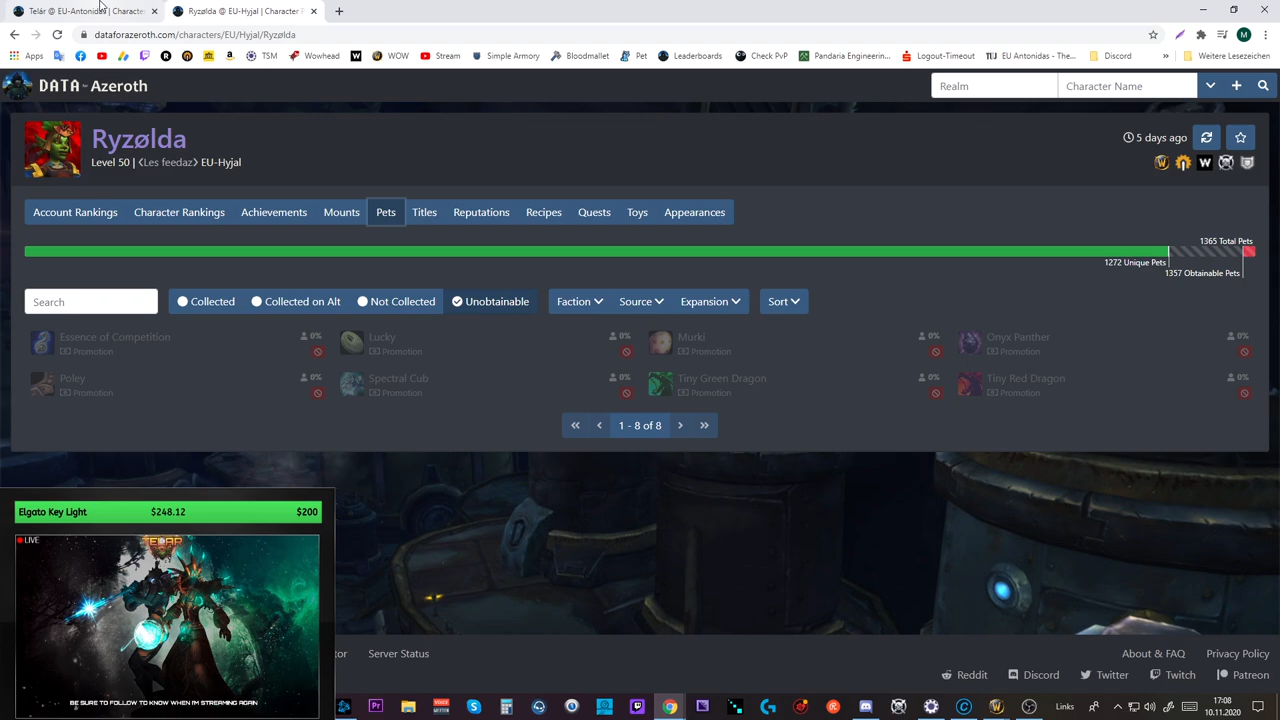 Telár @ EU-Antonidas | Character
Ryzølda @ EU-Hyjal | Character R
dataforazeroth.com/characters/EU/Hyjal/Ryzølda
Apps TSM Wowhead WOW Stream Simple Armory Bloodmallet Pet Leaderboards Check PvP Pandaria Engineerin... Logout-Timeout EU Antonidas - The... Discord » Weitere Lesezeichen
DATA for Azeroth Realm Character Name
Ryzølda
5 days ago
Level 50 | <Les feedaz> EU-Hyjal
Account Rankings Character Rankings Achievements Mounts Pets Titles Reputations Recipes Quests Toys Appearances
1365 Total Pets
1272 Unique Pets
1357 Obtainable Pets
Search Collected Collected on Alt Not Collected Unobtainable Faction Source Expansion Sort
Essence of Competition 0% Lucky 0% Murki 0% Onyx Panther 0%
Promotion Promotion Promotion Promotion
Poley 0% Spectral Cub 0% Tiny Green Dragon 0% Tiny Red Dragon 0%
Promotion Promotion Promotion Promotion
« ‹ 1 - 8 of 8 › »
Elgato Key Light $248.12 $200
LIVE
TELAR
BE SURE TO FOLLOW TO KNOW WHEN I'M STREAMING AGAIN
tor Server Status About & FAQ Privacy Policy
Reddit Discord Twitter Twitch Patreon
Links » 17:08
10.11.2020